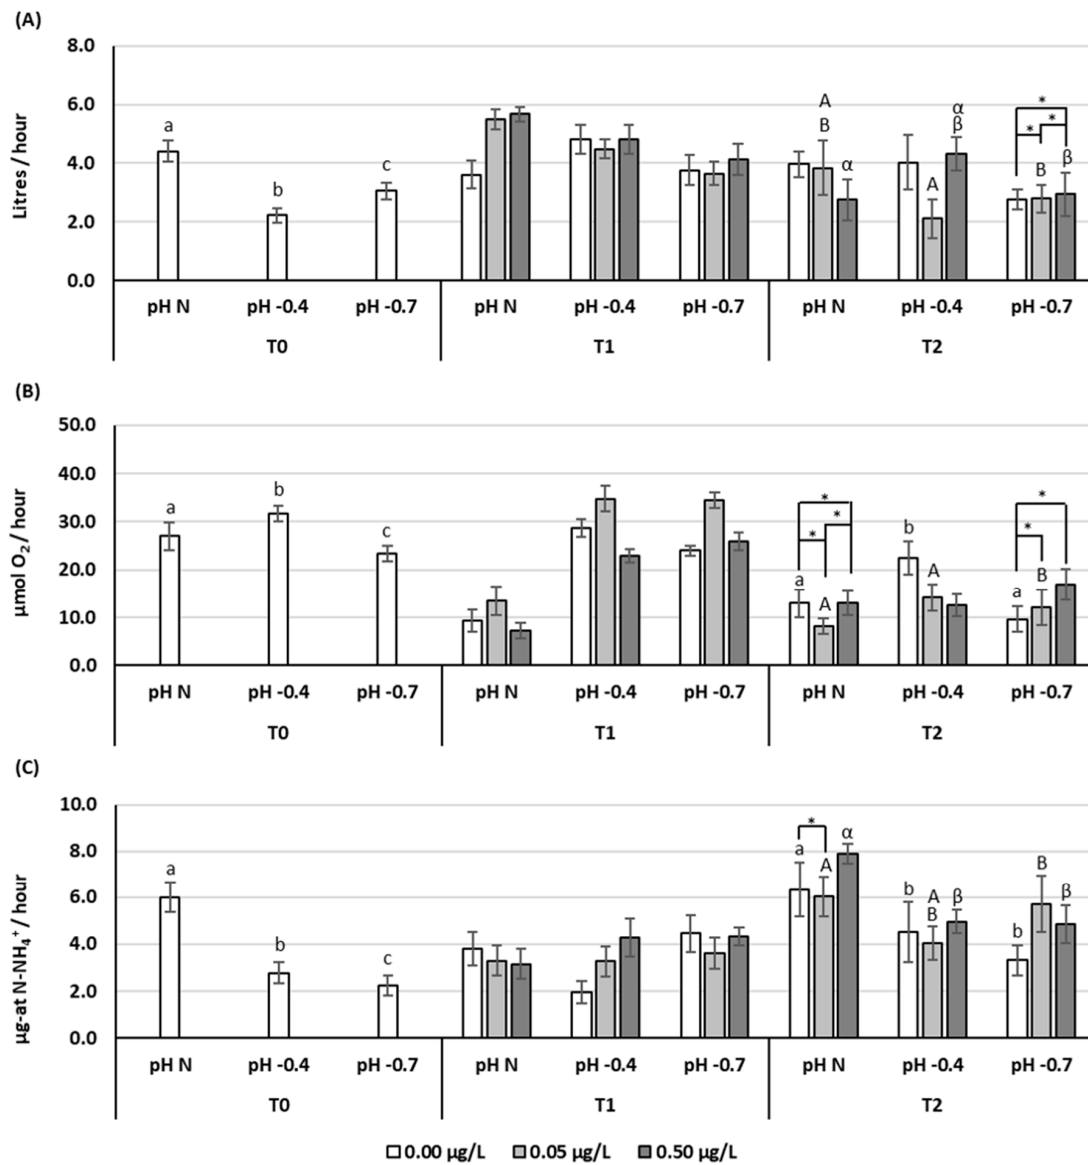 (A)
Litres / hour
8.0
6.0
4.0
2.0
0.0
a
b
c
A
B
α
A
α
β
*
*
*
B
β
pH N
pH -0.4
pH -0.7
pH N
pH -0.4
pH -0.7
pH N
pH -0.4
pH -0.7
T0
T1
T2
(B)
µmol O₂ / hour
50.0
40.0
30.0
20.0
10.0
0.0
a
b
c
*
*
*
a
A
b
A
*
*
a
B
pH N
pH -0.4
pH -0.7
pH N
pH -0.4
pH -0.7
pH N
pH -0.4
pH -0.7
T0
T1
T2
(C)
µg-at N-NH₄⁺ / hour
10.0
8.0
6.0
4.0
2.0
0.0
a
b
c
*
a
A
α
b
A
B
β
b
B
β
pH N
pH -0.4
pH -0.7
pH N
pH -0.4
pH -0.7
pH N
pH -0.4
pH -0.7
T0
T1
T2
0.00 µg/L 0.05 µg/L 0.50 µg/L